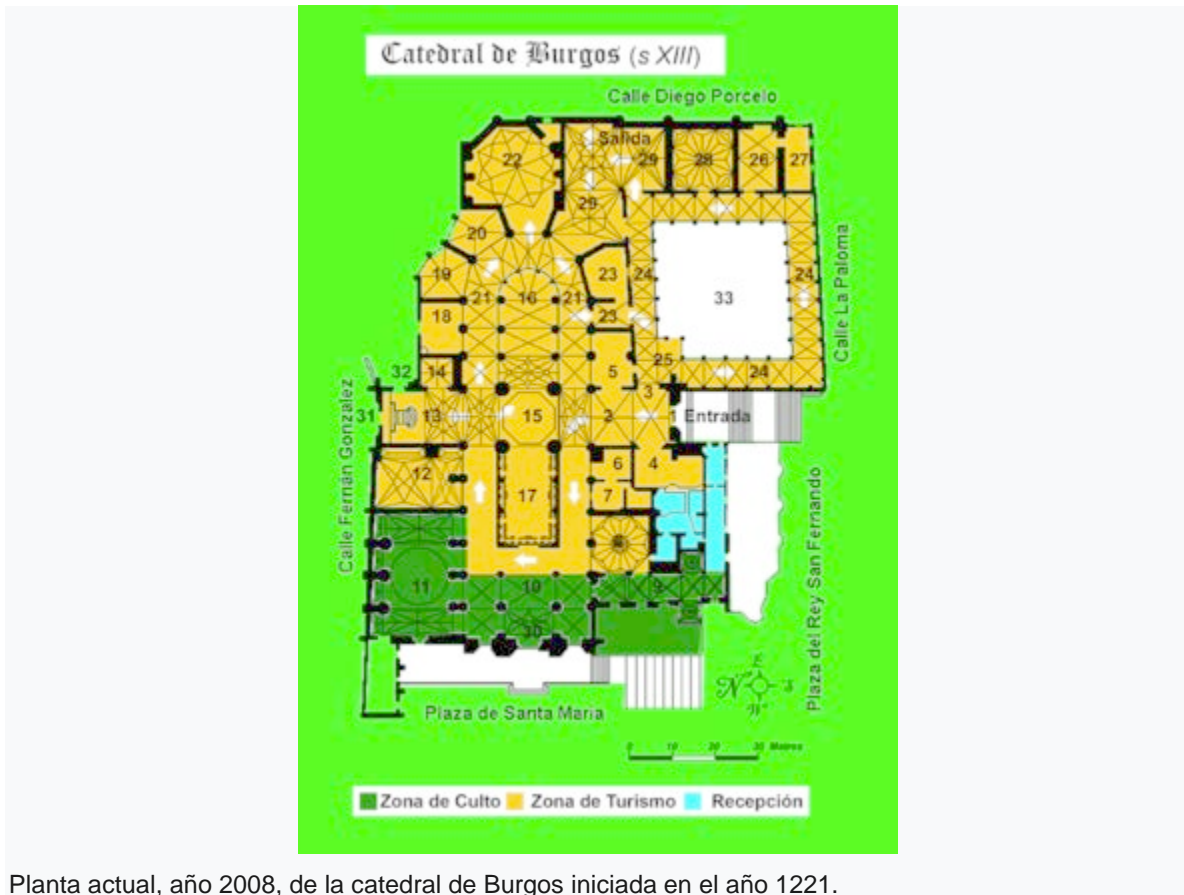 Catedral de Burgos (s XIII)
Calle Diego Porcelo
Salida
22
29
28
26
27
29
20
19
21
16
21
23
24
33
24
Calle La Paloma
18
23
25
24
5
32
14
3
31
13
15
2
1 Entrada
Calle Fernán Gonzalez
12
17
6
4
7
11
10
9
30
Plaza del Rey San Fernando
E
N
S
W
Plaza de Santa Maria
0 10 20 30 Metros
Zona de Culto
Zona de Turismo
Recepción
Planta actual, año 2008, de la catedral de Burgos iniciada en el año 1221.